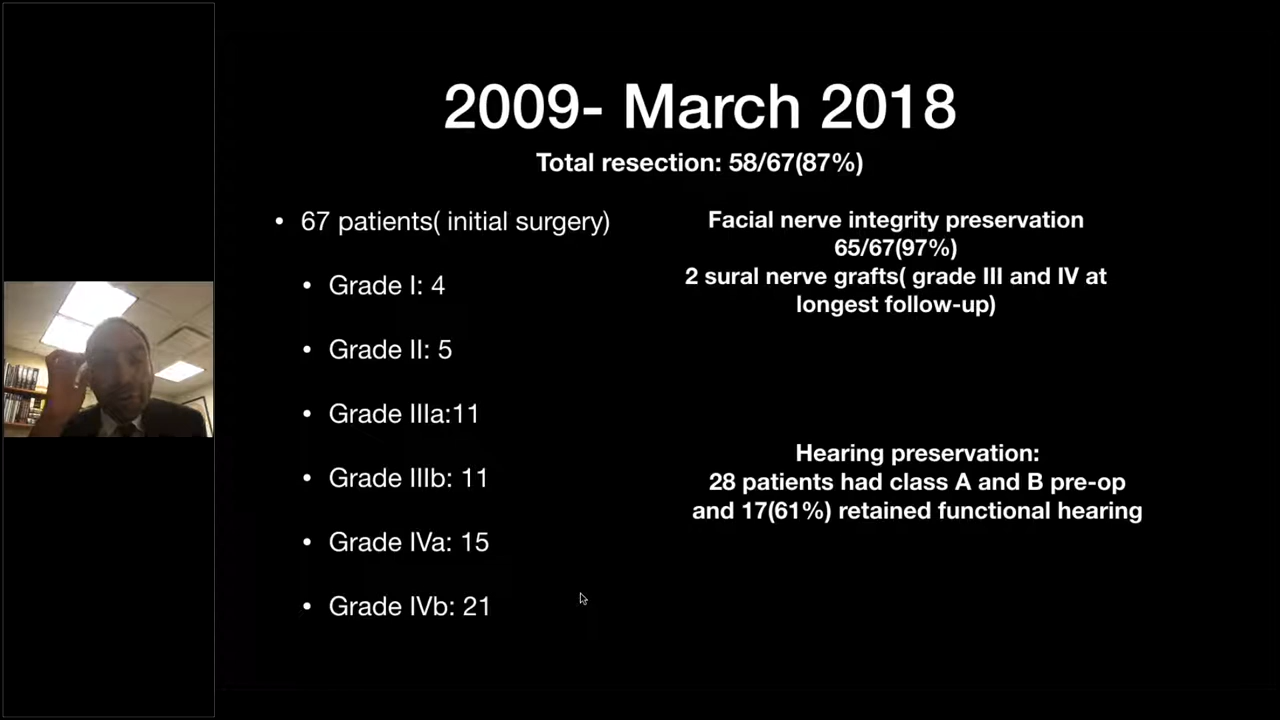 2009- March 2018
Total resection: 58/67(87%)
• 67 patients( initial surgery)
• Grade I: 4
• Grade II: 5
• Grade IIIa:11
• Grade IIIb: 11
• Grade IVa: 15
• Grade IVb: 21
Facial nerve integrity preservation
65/67(97%)
2 sural nerve grafts( grade III and IV at
longest follow-up)
Hearing preservation:
28 patients had class A and B pre-op
and 17(61%) retained functional hearing